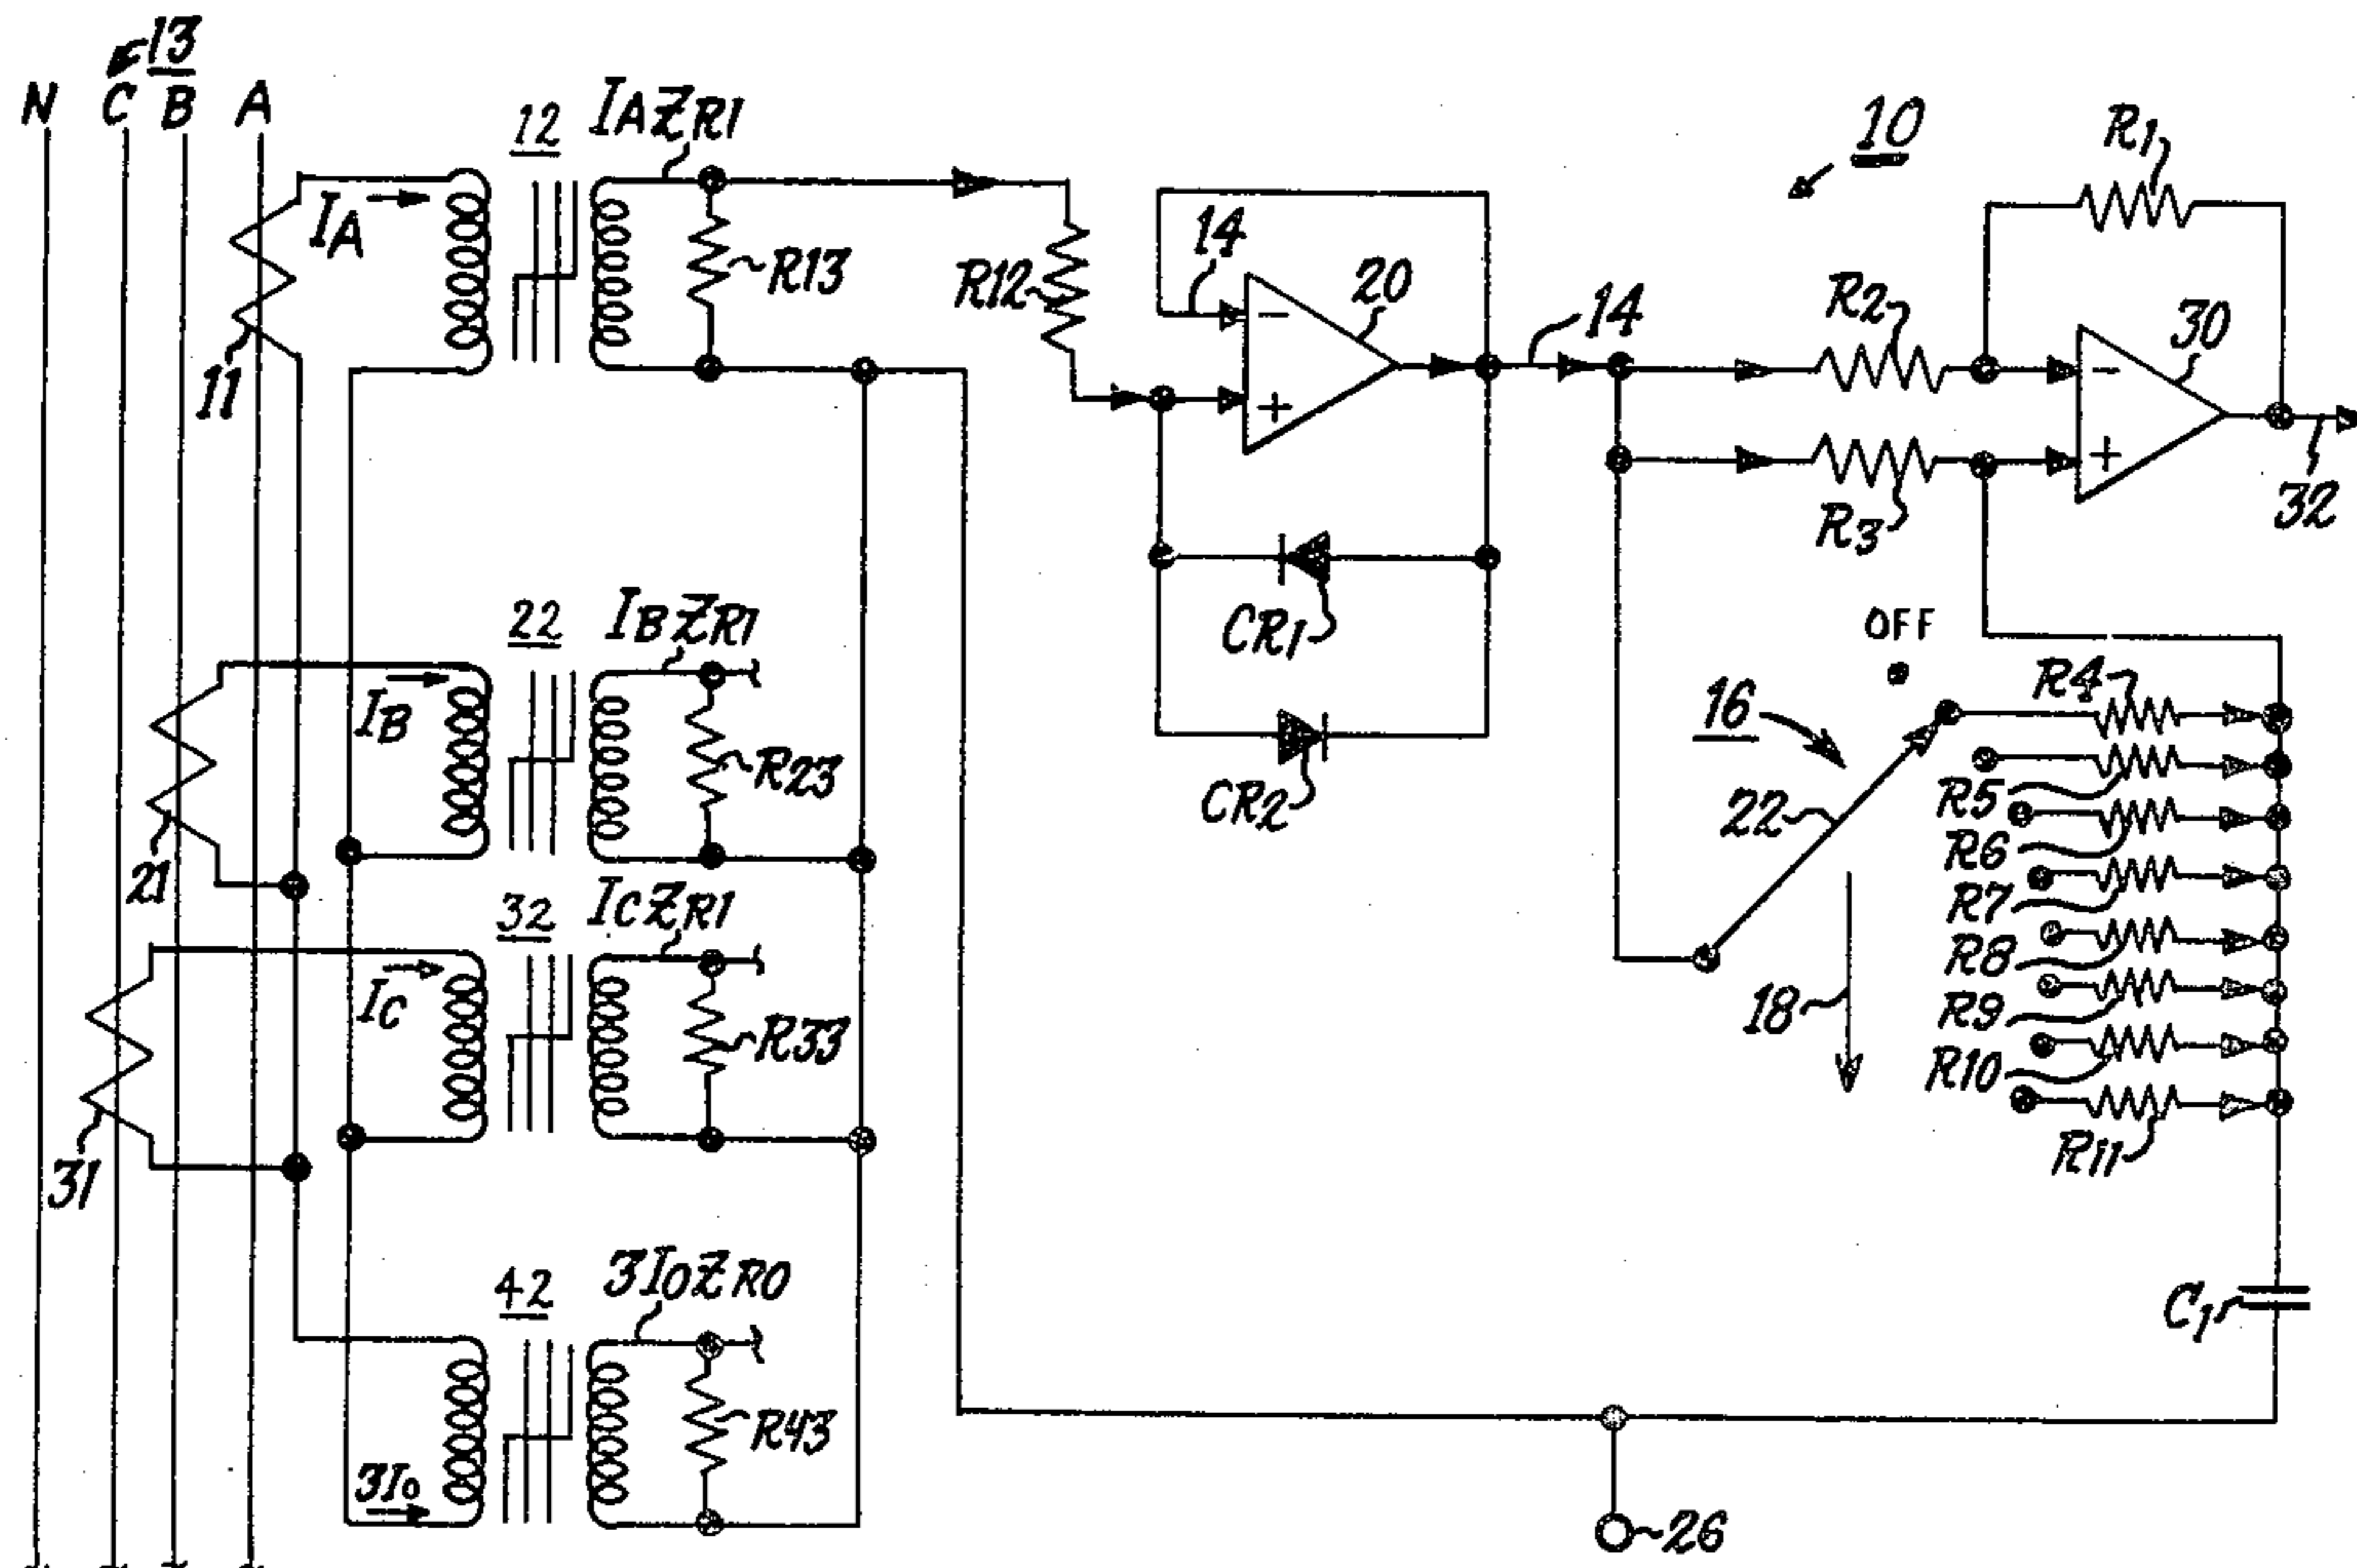 13
N C B A
12
IAZR1
10
R1
IA
14
R13
R12
20
14
R2
30
11
-
+
-
+
R3
32
CR1
22
IBZR1
OFF
IB
16
R4
R23
CR2
22
R5
R6
R7
21
32
ICZR1
R8
IC
18
R9
R33
R10
R11
31
42
3I0ZR0
C1
R43
3I0
26